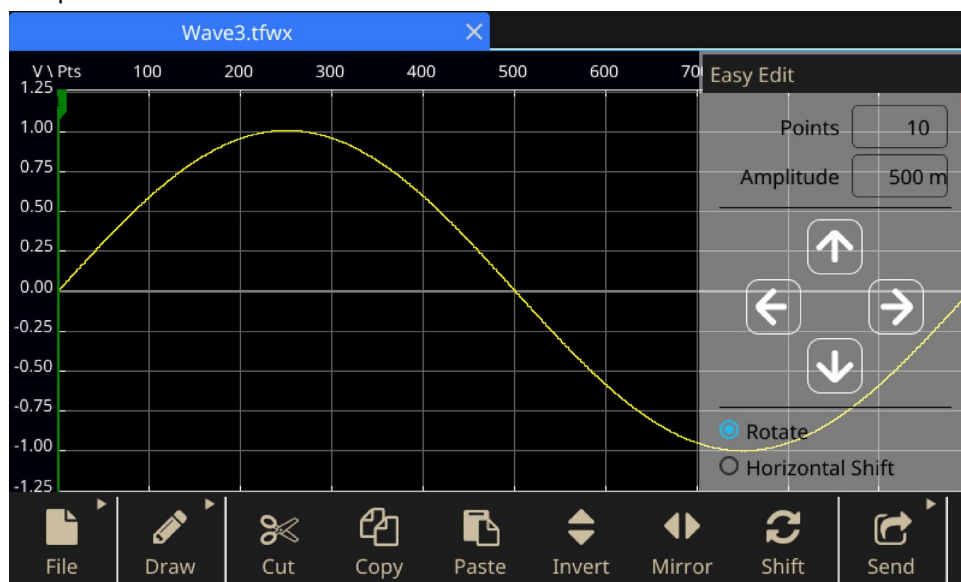 Wave3.tfwx
V \ Pts 100 200 300 400 500 600 70
Easy Edit
1.25
1.00
Points 10
0.75
Amplitude 500 m
0.50
0.25
0.00
-0.25
-0.50
-0.75
Rotate
-1.00
Horizontal Shift
-1.25
File Draw Cut Copy Paste Invert Mirror Shift Send